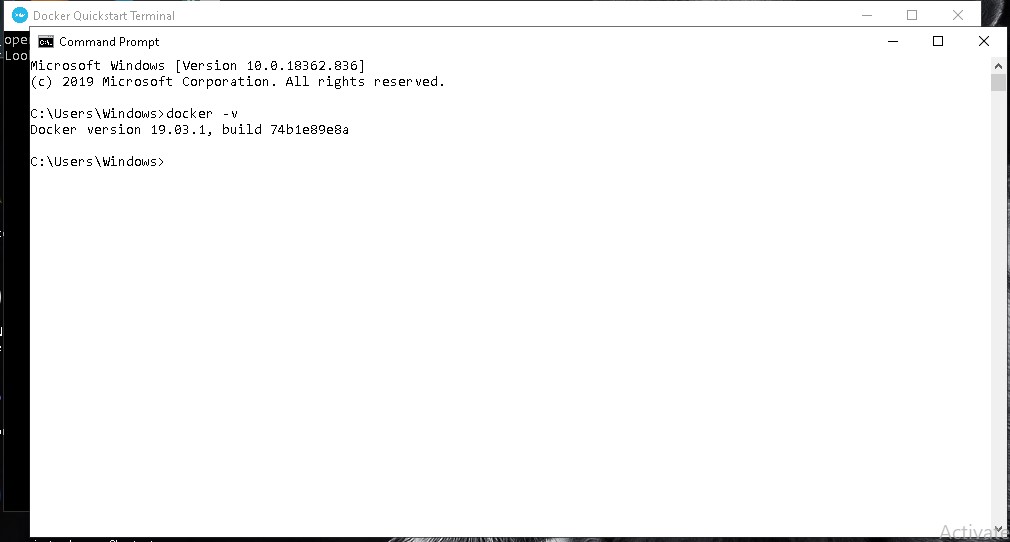 Docker Quickstart Terminal
ope
Loo
Command Prompt
Microsoft Windows [Version 10.0.18362.836]
(c) 2019 Microsoft Corporation. All rights reserved.
C:\Users\Windows>docker -v
Docker version 19.03.1, build 74b1e89e8a
C:\Users\Windows>
Activate